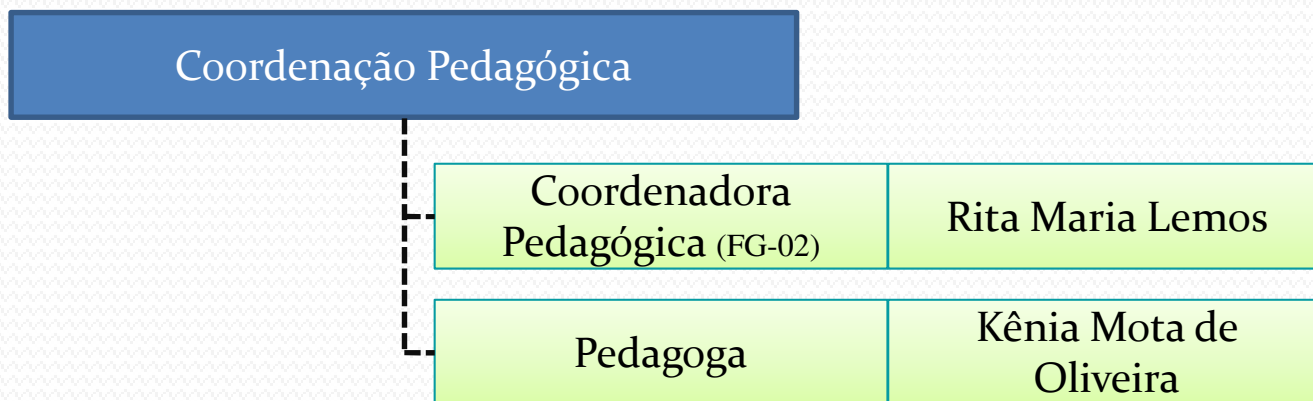 Coordenação Pedagógica
Coordenadora
Pedagógica (FG-02)
Rita Maria Lemos
Pedagoga
Kênia Mota de
Oliveira